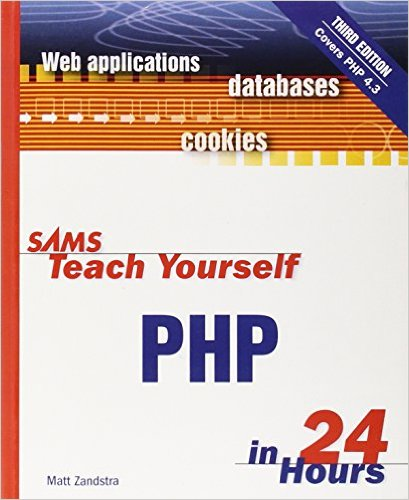 Web applications
databases
cookies
THIRD EDITION
Covers PHP 4.3
SAMS
Teach Yourself
PHP
in 24
Hours
Matt Zandstra